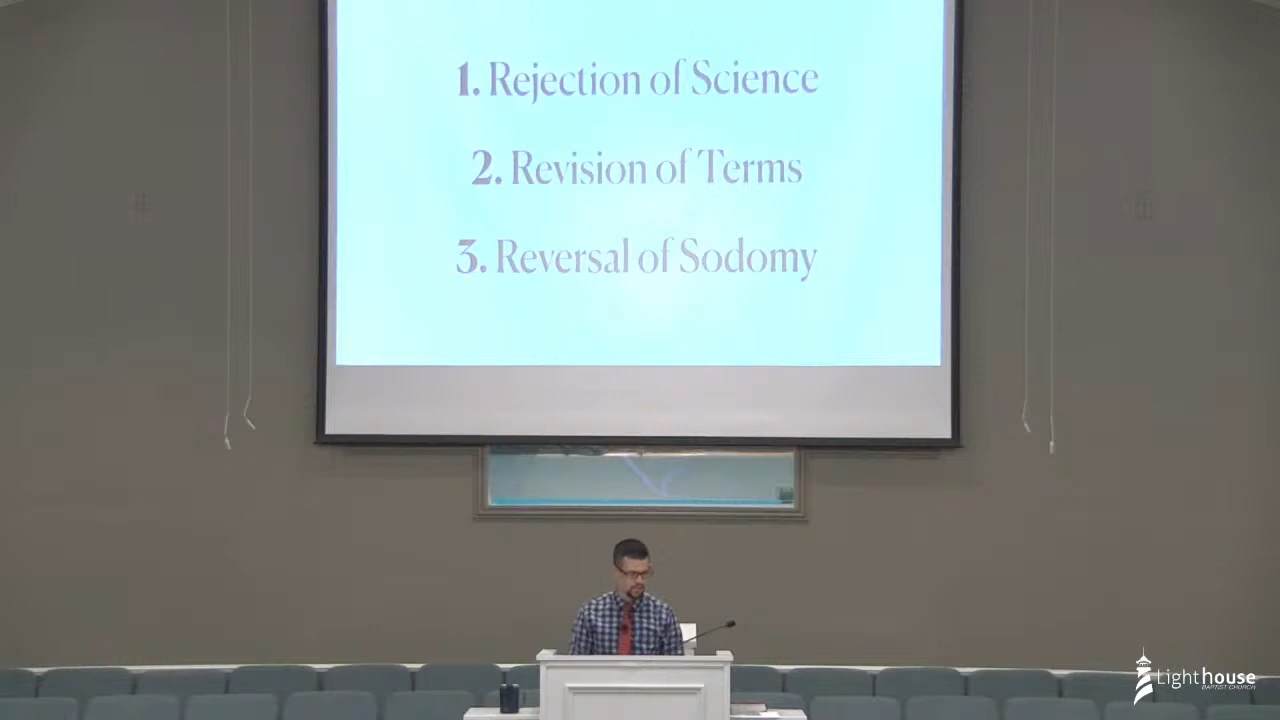 1. Rejection of Science
2. Revision of Terms
3. Reversal of Sodomy
Lighthouse
BAPTIST CHURCH